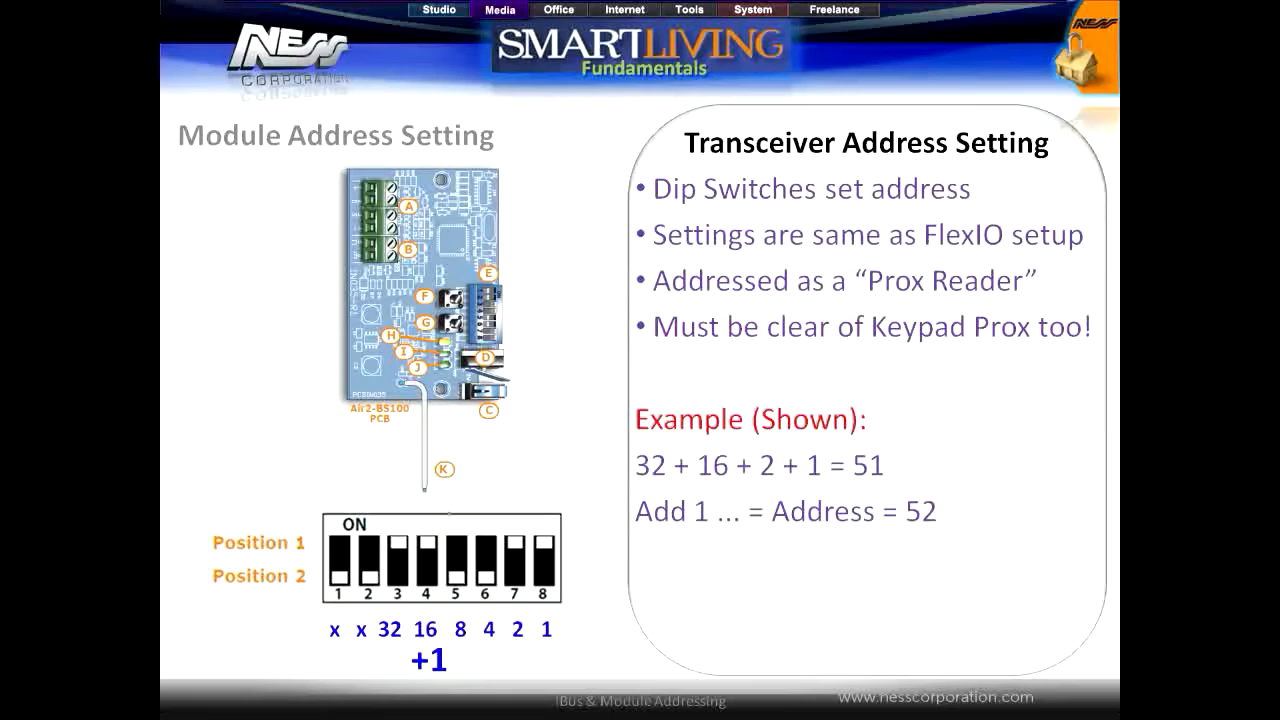 Studio Media Office Internet Tools System Freelance
NESS
CORPORATION
SMARTLIVING
Fundamentals
NESS
Module Address Setting
A
B
E
F
G
H
I
J
D
C
K
PCBIN035
Air2-BS100
PCB
Transceiver Address Setting
• Dip Switches set address
• Settings are same as FlexIO setup
• Addressed as a “Prox Reader”
• Must be clear of Keypad Prox too!
Example (Shown):
32 + 16 + 2 + 1 = 51
Add 1 ... = Address = 52
ON
Position 1
Position 2
1 2 3 4 5 6 7 8
x x 32 16 8 4 2 1
+1
IBus & Module Addressing
www.nesscorporation.com